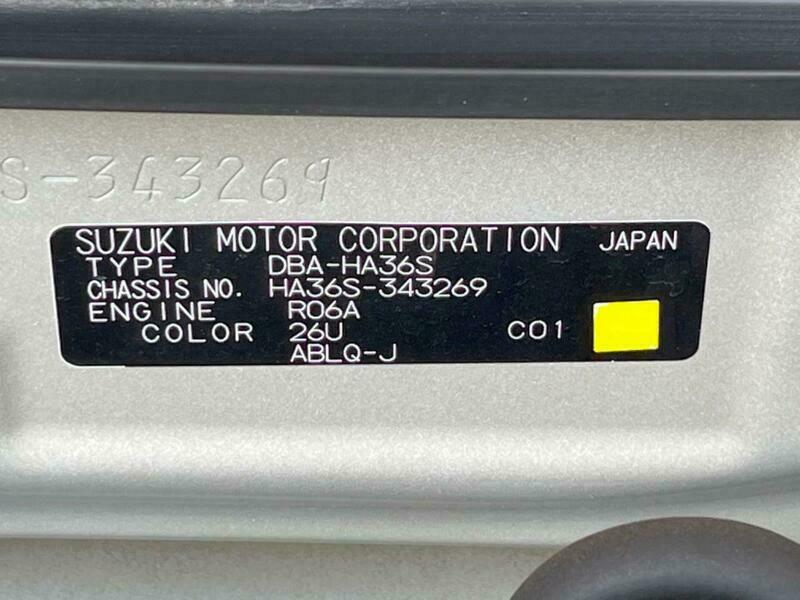 S-343269
SUZUKI MOTOR CORPORATION JAPAN
TYPE DBA-HA36S
CHASSIS NO. HA36S-343269
ENGINE R06A
COLOR 26U C01
ABLQ-J